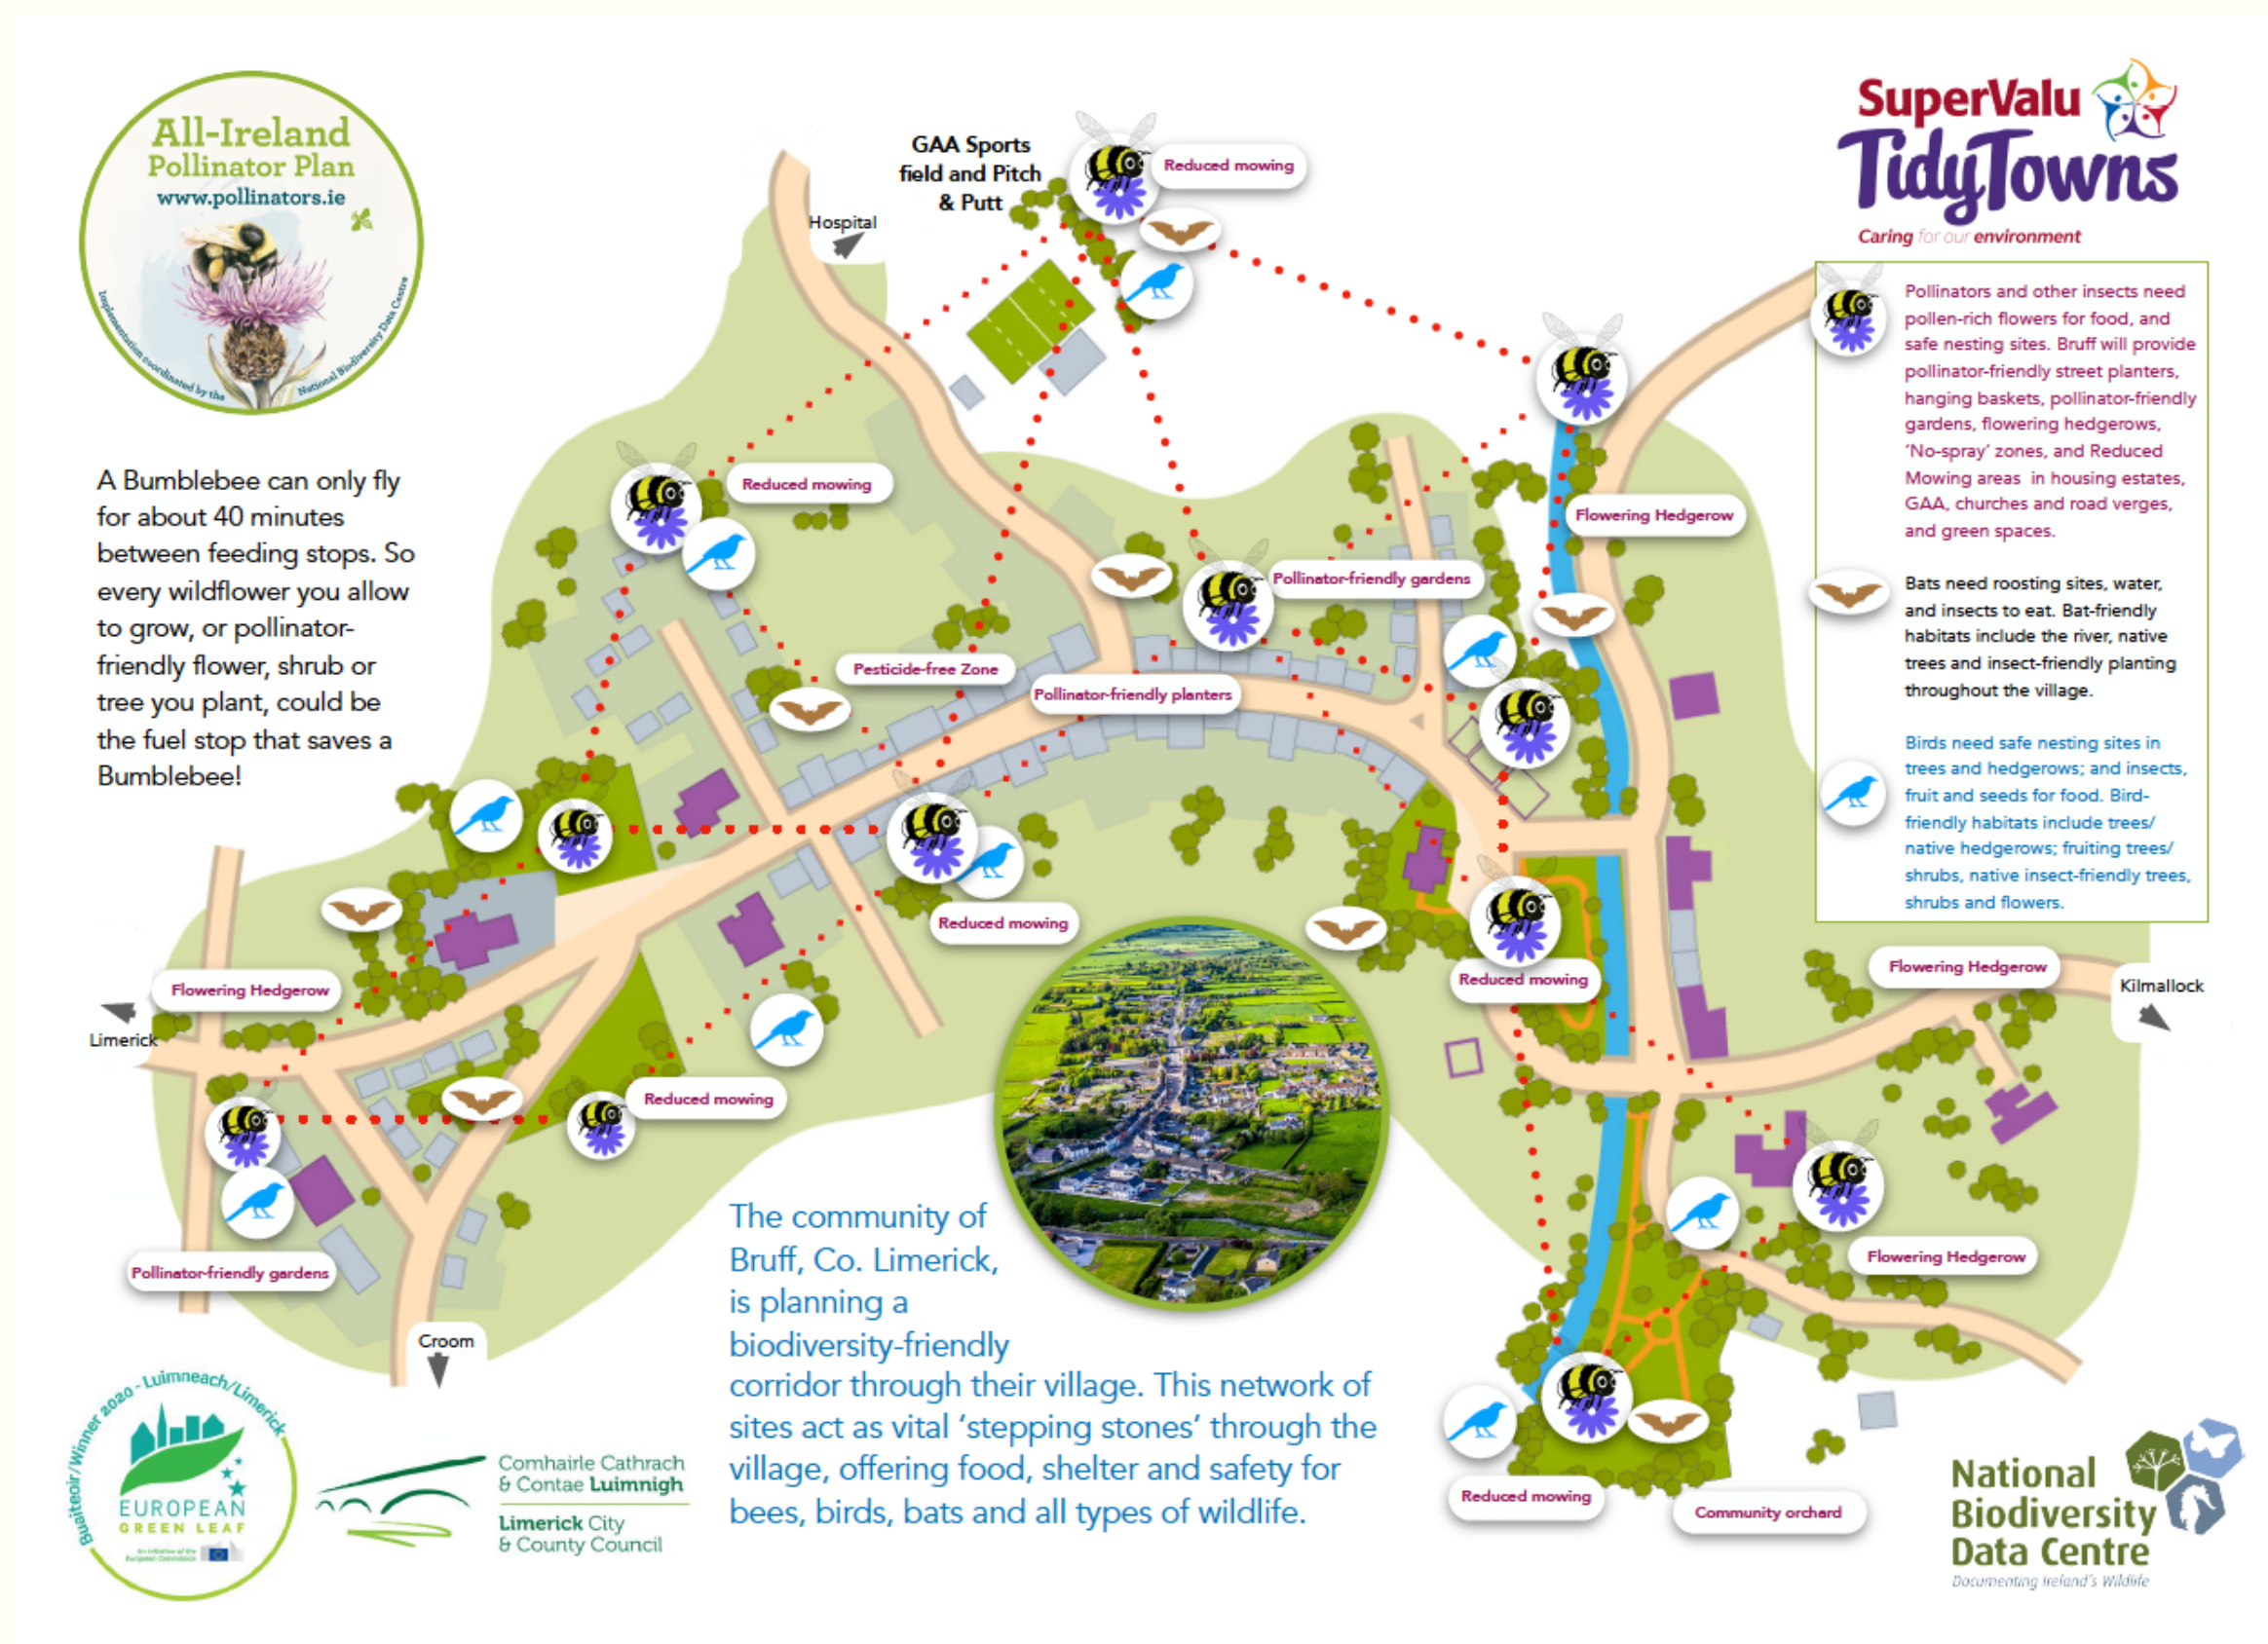 All-Ireland
Pollinator Plan
www.pollinators.ie
Implementation coordinated by the
National Biodiversity Data Centre
A Bumblebee can only fly
for about 40 minutes
between feeding stops. So
every wildflower you allow
to grow, or pollinator-
friendly flower, shrub or
tree you plant, could be
the fuel stop that saves a
Bumblebee!
GAA Sports
field and Pitch
& Putt
Reduced mowing
Hospital
SuperValu
TidyTowns
Caring for our environment
Pollinators and other insects need
pollen-rich flowers for food, and
safe nesting sites. Bruff will provide
pollinator-friendly street planters,
hanging baskets, pollinator-friendly
gardens, flowering hedgerows,
‘No-spray’ zones, and Reduced
Mowing areas in housing estates,
GAA, churches and road verges,
and green spaces.
Bats need roosting sites, water,
and insects to eat. Bat-friendly
habitats include the river, native
trees and insect-friendly planting
throughout the village.
Birds need safe nesting sites in
trees and hedgerows; and insects,
fruit and seeds for food. Bird-
friendly habitats include trees/
native hedgerows; fruiting trees/
shrubs, native insect-friendly trees,
shrubs and flowers.
Reduced mowing
Flowering Hedgerow
Pollinator-friendly gardens
Pesticide-free Zone
Pollinator-friendly planters
Reduced mowing
Flowering Hedgerow
Limerick
Reduced mowing
Flowering Hedgerow
Kilmallock
Reduced mowing
Pollinator-friendly gardens
Flowering Hedgerow
Croom
Reduced mowing
Community orchard
The community of
Bruff, Co. Limerick,
is planning a
biodiversity-friendly
corridor through their village. This network of
sites act as vital ‘stepping stones’ through the
village, offering food, shelter and safety for
bees, birds, bats and all types of wildlife.
Buaiteoir/Winner 2020 - Luimneach/Limerick
EUROPEAN
GREEN LEAF
An initiative of the
European Commission
Comhairle Cathrach
& Contae Luimnigh
Limerick City
& County Council
National
Biodiversity
Data Centre
Documenting Ireland's Wildlife